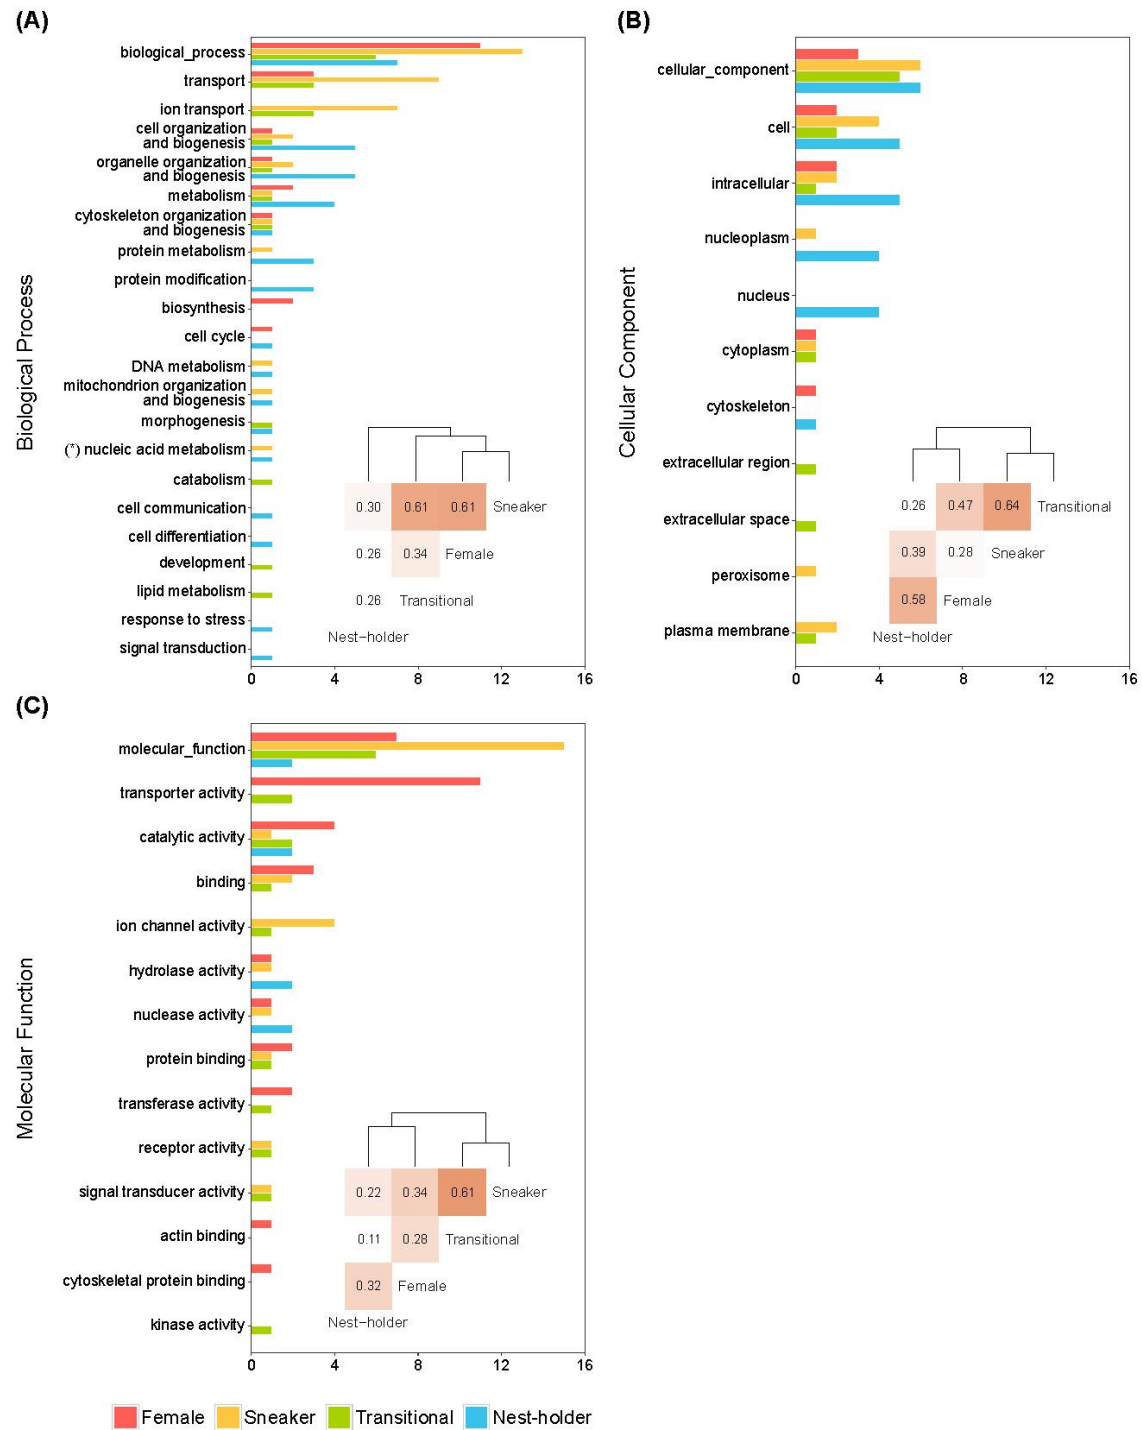 (A)
Biological Process
biological_process
transport
ion transport
cell organization
and biogenesis
organelle organization
and biogenesis
metabolism
cytoskeleton organization
and biogenesis
protein metabolism
protein modification
biosynthesis
cell cycle
DNA metabolism
mitochondrion organization
and biogenesis
morphogenesis
(*) nucleic acid metabolism
catabolism
cell communication
cell differentiation
development
lipid metabolism
response to stress
signal transduction
0.30 0.61 0.61 Sneaker
0.26 0.34 Female
0.26 Transitional
Nest-holder
0 4 8 12 16
(B)
Cellular Component
cellular_component
cell
intracellular
nucleoplasm
nucleus
cytoplasm
cytoskeleton
extracellular region
extracellular space
peroxisome
plasma membrane
0.26 0.47 0.64 Transitional
0.39 0.28 Sneaker
0.58 Female
Nest-holder
0 4 8 12 16
(C)
Molecular Function
molecular_function
transporter activity
catalytic activity
binding
ion channel activity
hydrolase activity
nuclease activity
protein binding
transferase activity
receptor activity
signal transducer activity
actin binding
cytoskeletal protein binding
kinase activity
0.22 0.34 0.61 Sneaker
0.11 0.28 Transitional
0.32 Female
Nest-holder
0 4 8 12 16
Female Sneaker Transitional Nest-holder